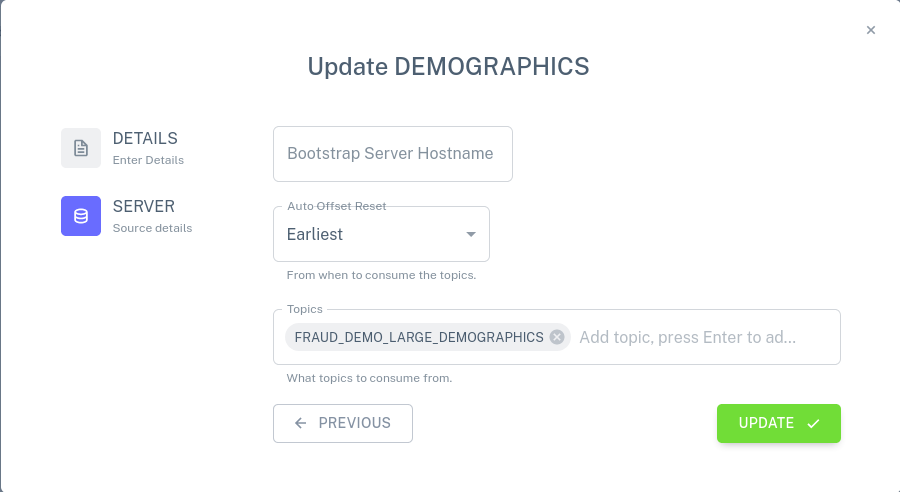 ×
Update DEMOGRAPHICS
DETAILS
Enter Details
SERVER
Source details
Bootstrap Server Hostname
Auto Offset Reset
Earliest
From when to consume the topics.
Topics
FRAUD_DEMO_LARGE_DEMOGRAPHICS Add topic, press Enter to ad...
What topics to consume from.
PREVIOUS
UPDATE